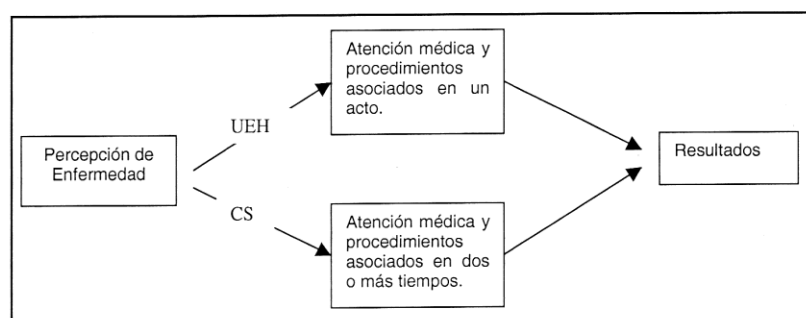 Atención médica y
procedimientos
asociados en un
acto.
UEH
Percepción de
Enfermedad
Resultados
CS
Atención médica y
procedimientos
asociados en dos
o más tiempos.